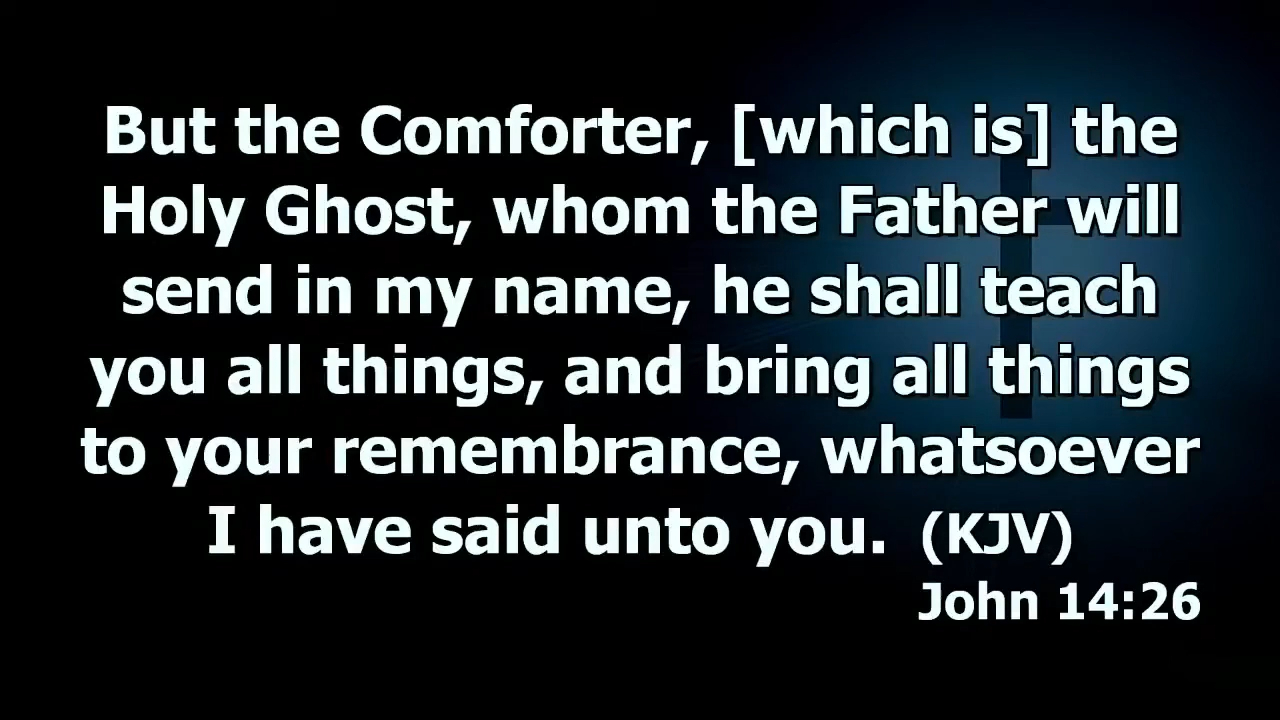 But the Comforter, [which is] the
Holy Ghost, whom the Father will
send in my name, he shall teach
you all things, and bring all things
to your remembrance, whatsoever
I have said unto you. (KJV)
John 14:26